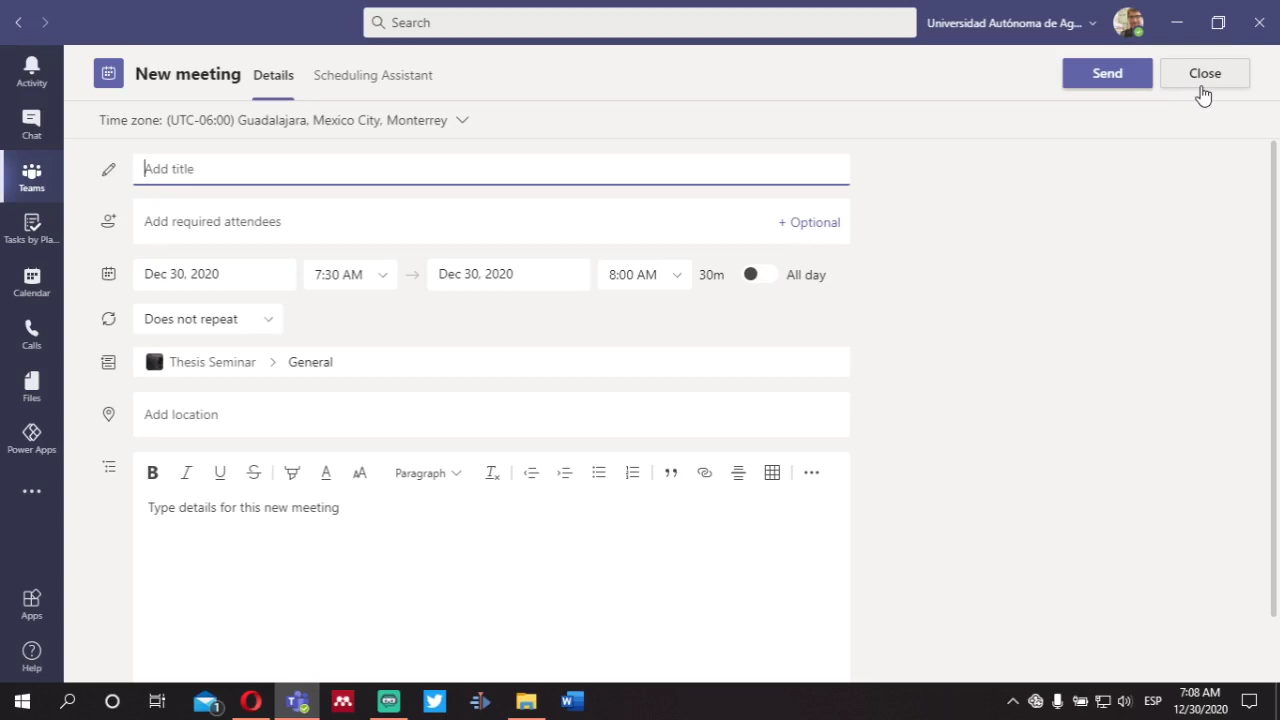 Search
Universidad Autónoma de Ag...
Activity
Chat
Teams
Tasks by Pla...
Calendar
Calls
Files
Power Apps
Apps
Help
New meeting
Details
Scheduling Assistant
Send
Close
Time zone: (UTC-06:00) Guadalajara, Mexico City, Monterrey
Add title
Add required attendees
+ Optional
Dec 30, 2020
7:30 AM
Dec 30, 2020
8:00 AM
30m
All day
Does not repeat
Thesis Seminar > General
Add location
B I U S A AA Paragraph
Type details for this new meeting
1
ESP
7:08 AM
12/30/2020